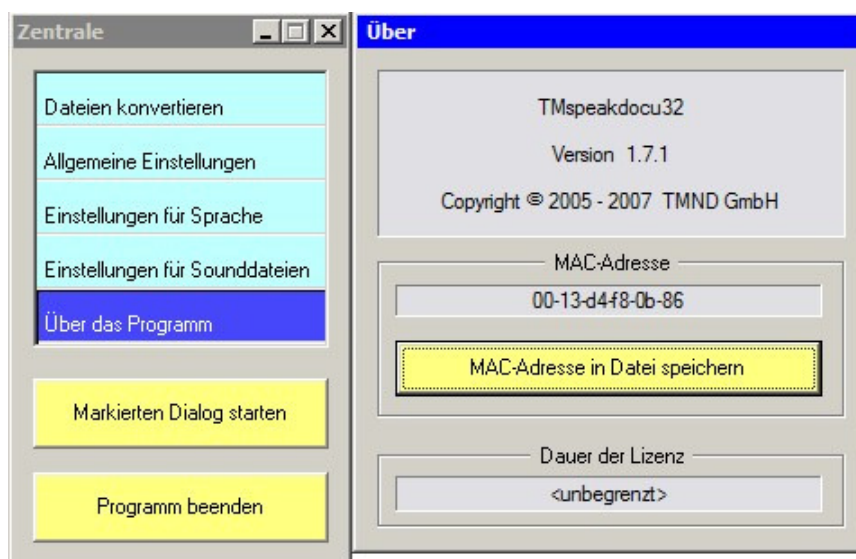 Zentrale
Dateien konvertieren
Allgemeine Einstellungen
Einstellungen für Sprache
Einstellungen für Sounddateien
Über das Programm
Markierten Dialog starten
Programm beenden
Über
TMspeakdocu32
Version 1.7.1
Copyright © 2005 - 2007 TMND GmbH
MAC-Adresse
00-13-d4-f8-0b-86
MAC-Adresse in Datei speichern
Dauer der Lizenz
<unbegrenzt>